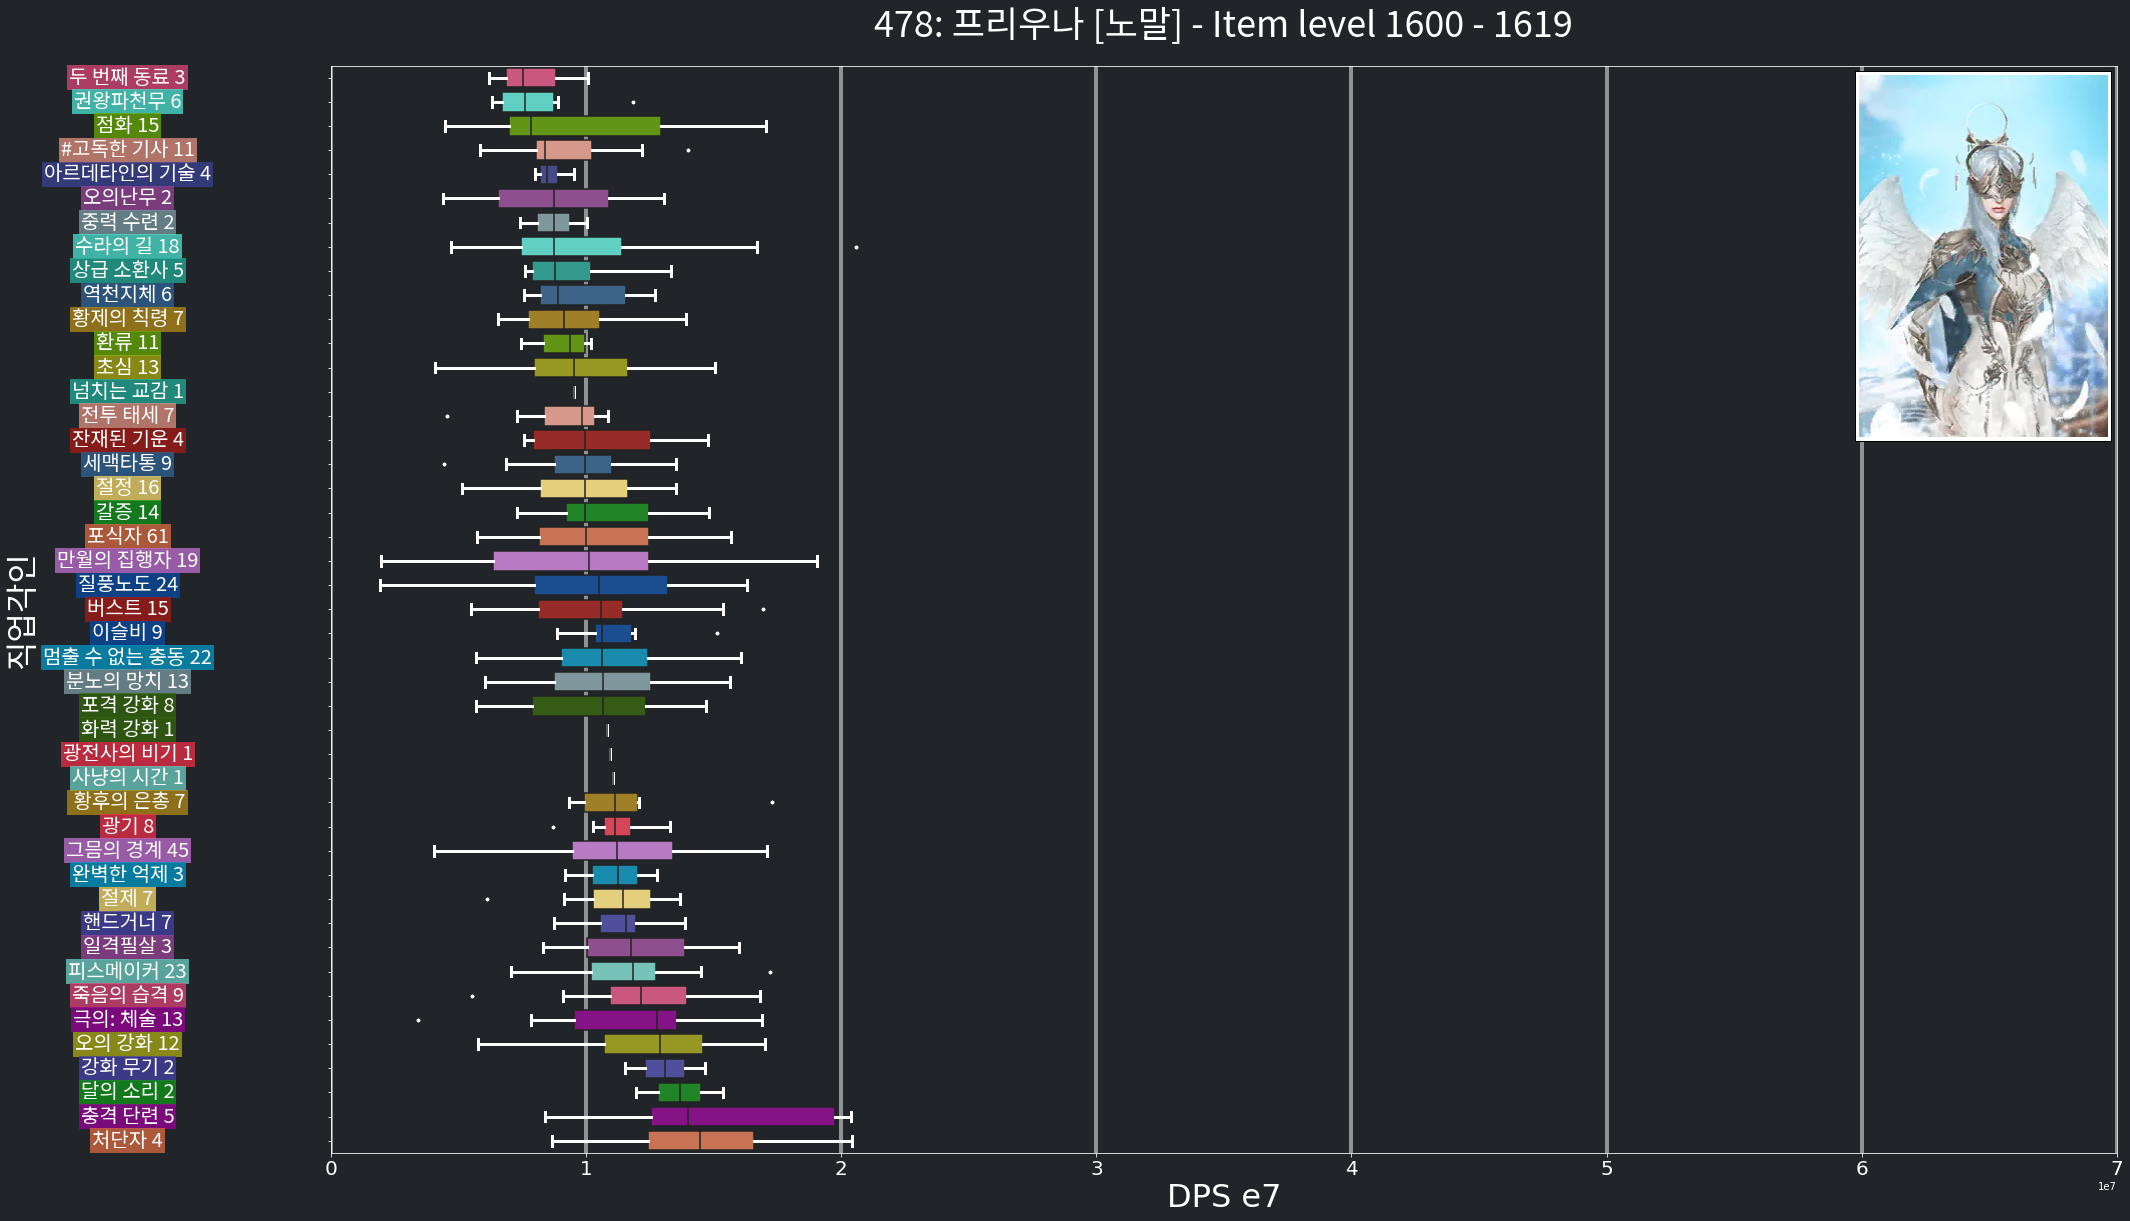 478: 프리우나 [노말] - Item level 1600 - 1619
두 번째 동료 3
권왕파천무 6
점화 15
#고독한 기사 11
아르데타인의 기술 4
오의난무 2
중력 수련 2
수라의 길 18
상급 소환사 5
역천지체 6
황제의 칙령 7
환류 11
초심 13
넘치는 교감 1
전투 태세 7
잔재된 기운 4
세맥타통 9
절정 16
갈증 14
포식자 61
만월의 집행자 19
질풍노도 24
버스트 15
이슬비 9
멈출 수 없는 충동 22
분노의 망치 13
포격 강화 8
화력 강화 1
광전사의 비기 1
사냥의 시간 1
황후의 은총 7
광기 8
그믐의 경계 45
완벽한 억제 3
절제 7
핸드거너 7
일격필살 3
피스메이커 23
죽음의 습격 9
극의: 체술 13
오의 강화 12
강화 무기 2
달의 소리 2
충격 단련 5
처단자 4
직업각인
0 1 2 3 4 5 6 7
1e7
DPS e7